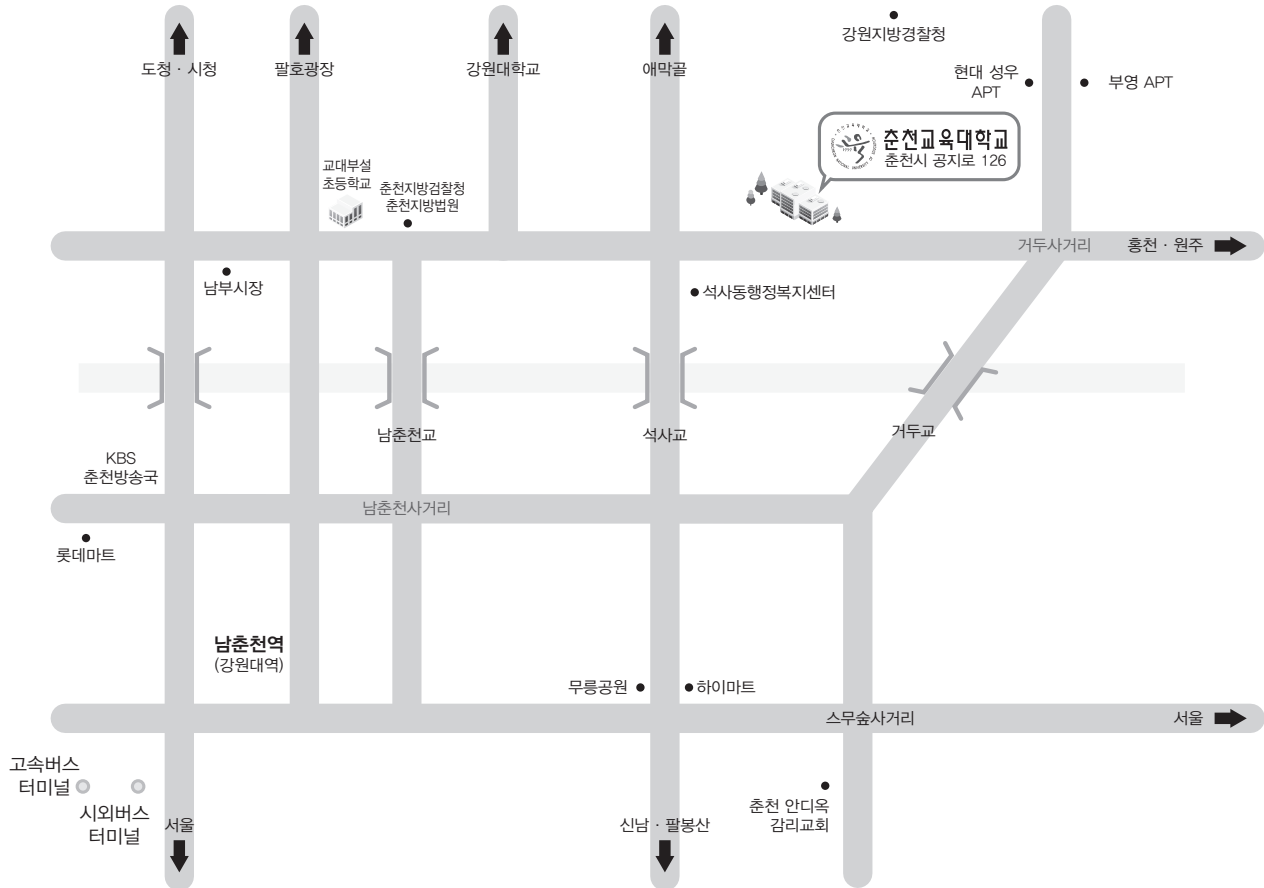 강원지방경찰청
도청 · 시청
팔호광장
강원대학교
애막골
현대 성우
APT
부영 APT
춘천교육대학교
춘천시 공지로 126
교대부설
초등학교
춘천지방검찰청
춘천지방법원
거두사거리
홍천 · 원주
남부시장
석사동행정복지센터
남춘천교
석사교
거두교
KBS
춘천방송국
남춘천사거리
롯데마트
남춘천역
(강원대역)
무릉공원
하이마트
스무숲사거리
서울
고속버스
터미널
시외버스
터미널
서울
신남 · 팔봉산
춘천 안디옥
감리교회